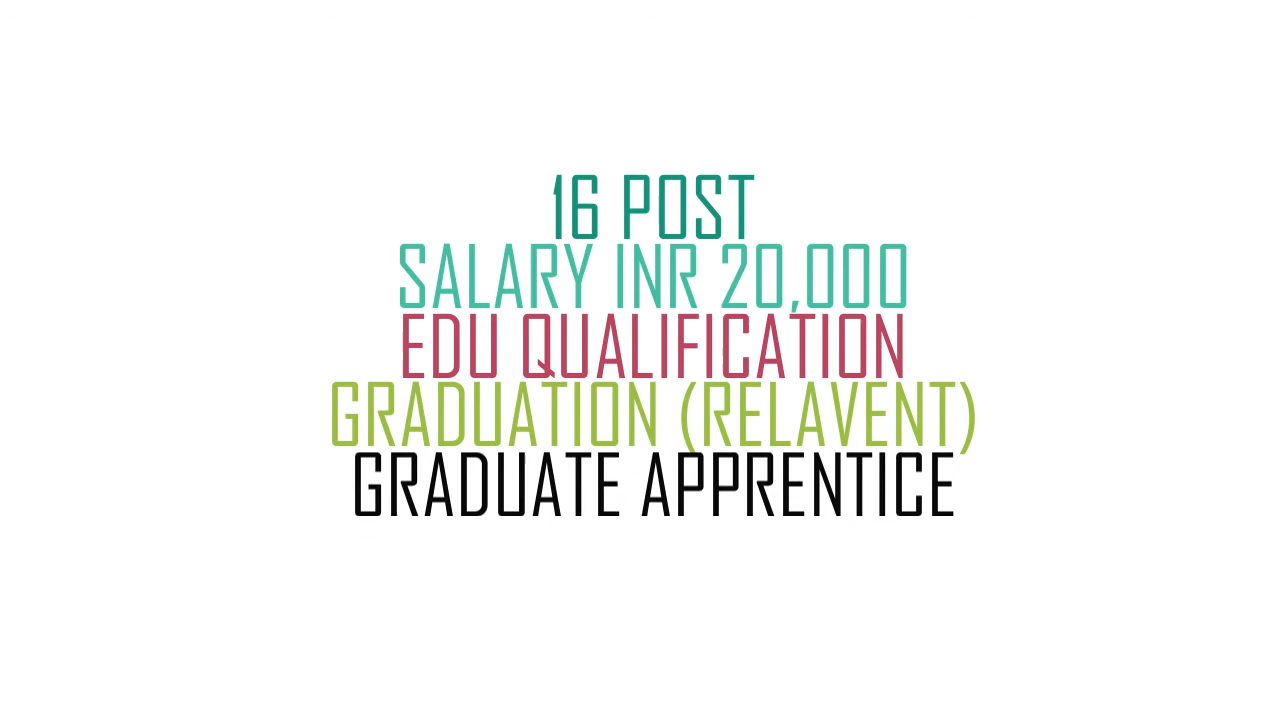 16 POST
SALARY INR 20,000
EDU QUALIFICATION
GRADUATION (RELAVENT)
GRADUATE APPRENTICE